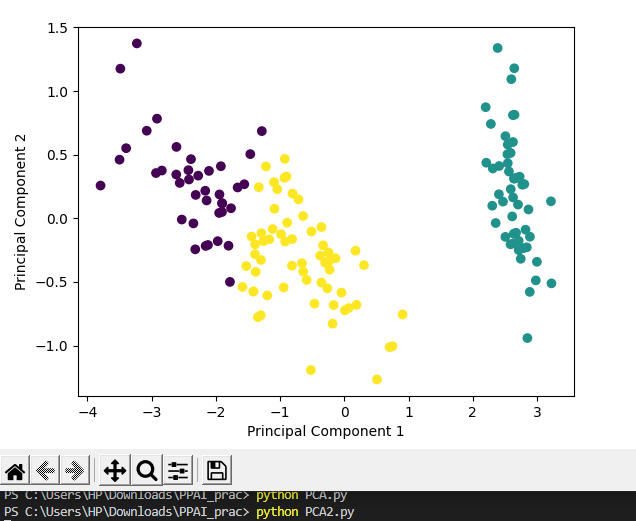 1.5
1.0
0.5
0.0
−0.5
−1.0
Principal Component 2
−4 −3 −2 −1 0 1 2 3
Principal Component 1
PS C:\Users\HP\Downloads\PPAI_prac> python PCA.py
PS C:\Users\HP\Downloads\PPAI_prac> python PCA2.py